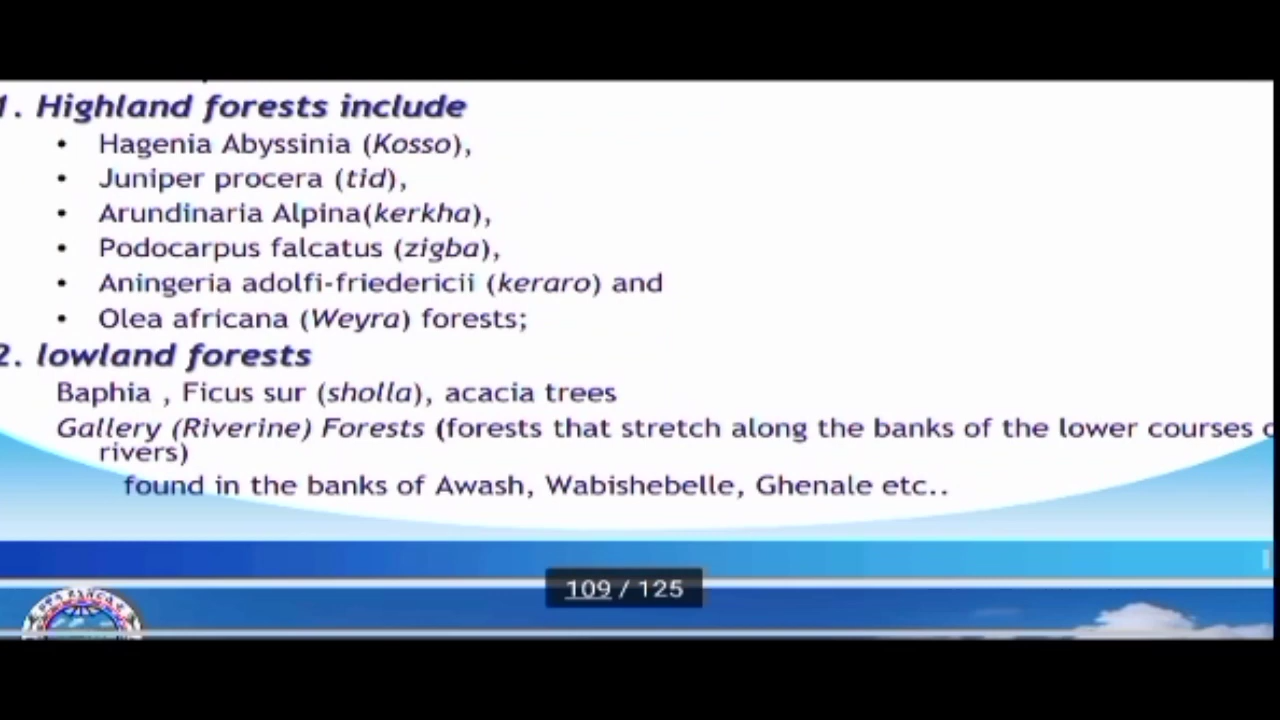 1. Highland forests include
• Hagenia Abyssinia (Kosso),
• Juniper procera (tid),
• Arundinaria Alpina(kerkha),
• Podocarpus falcatus (zigba),
• Aningeria adolfi-friedericii (keraro) and
• Olea africana (Weyra) forests;
2. lowland forests
Baphia , Ficus sur (sholla), acacia trees
Gallery (Riverine) Forests (forests that stretch along the banks of the lower courses
rivers)
found in the banks of Awash, Wabishebelle, Ghenale etc..
109 / 125